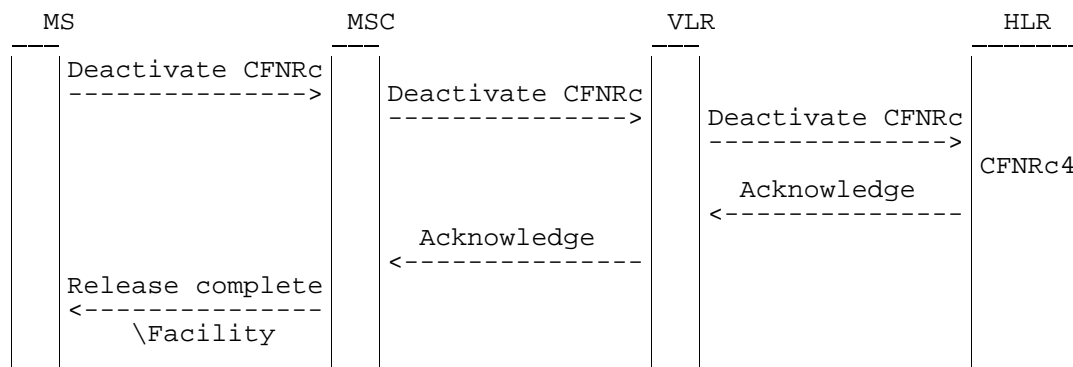 MS MSC VLR HLR
Deactivate CFNRc
--------------->
Deactivate CFNRc
--------------->
Deactivate CFNRc
--------------->
CFNRc4
Acknowledge
<---------------
Acknowledge
<---------------
Release complete
<---------------
\Facility